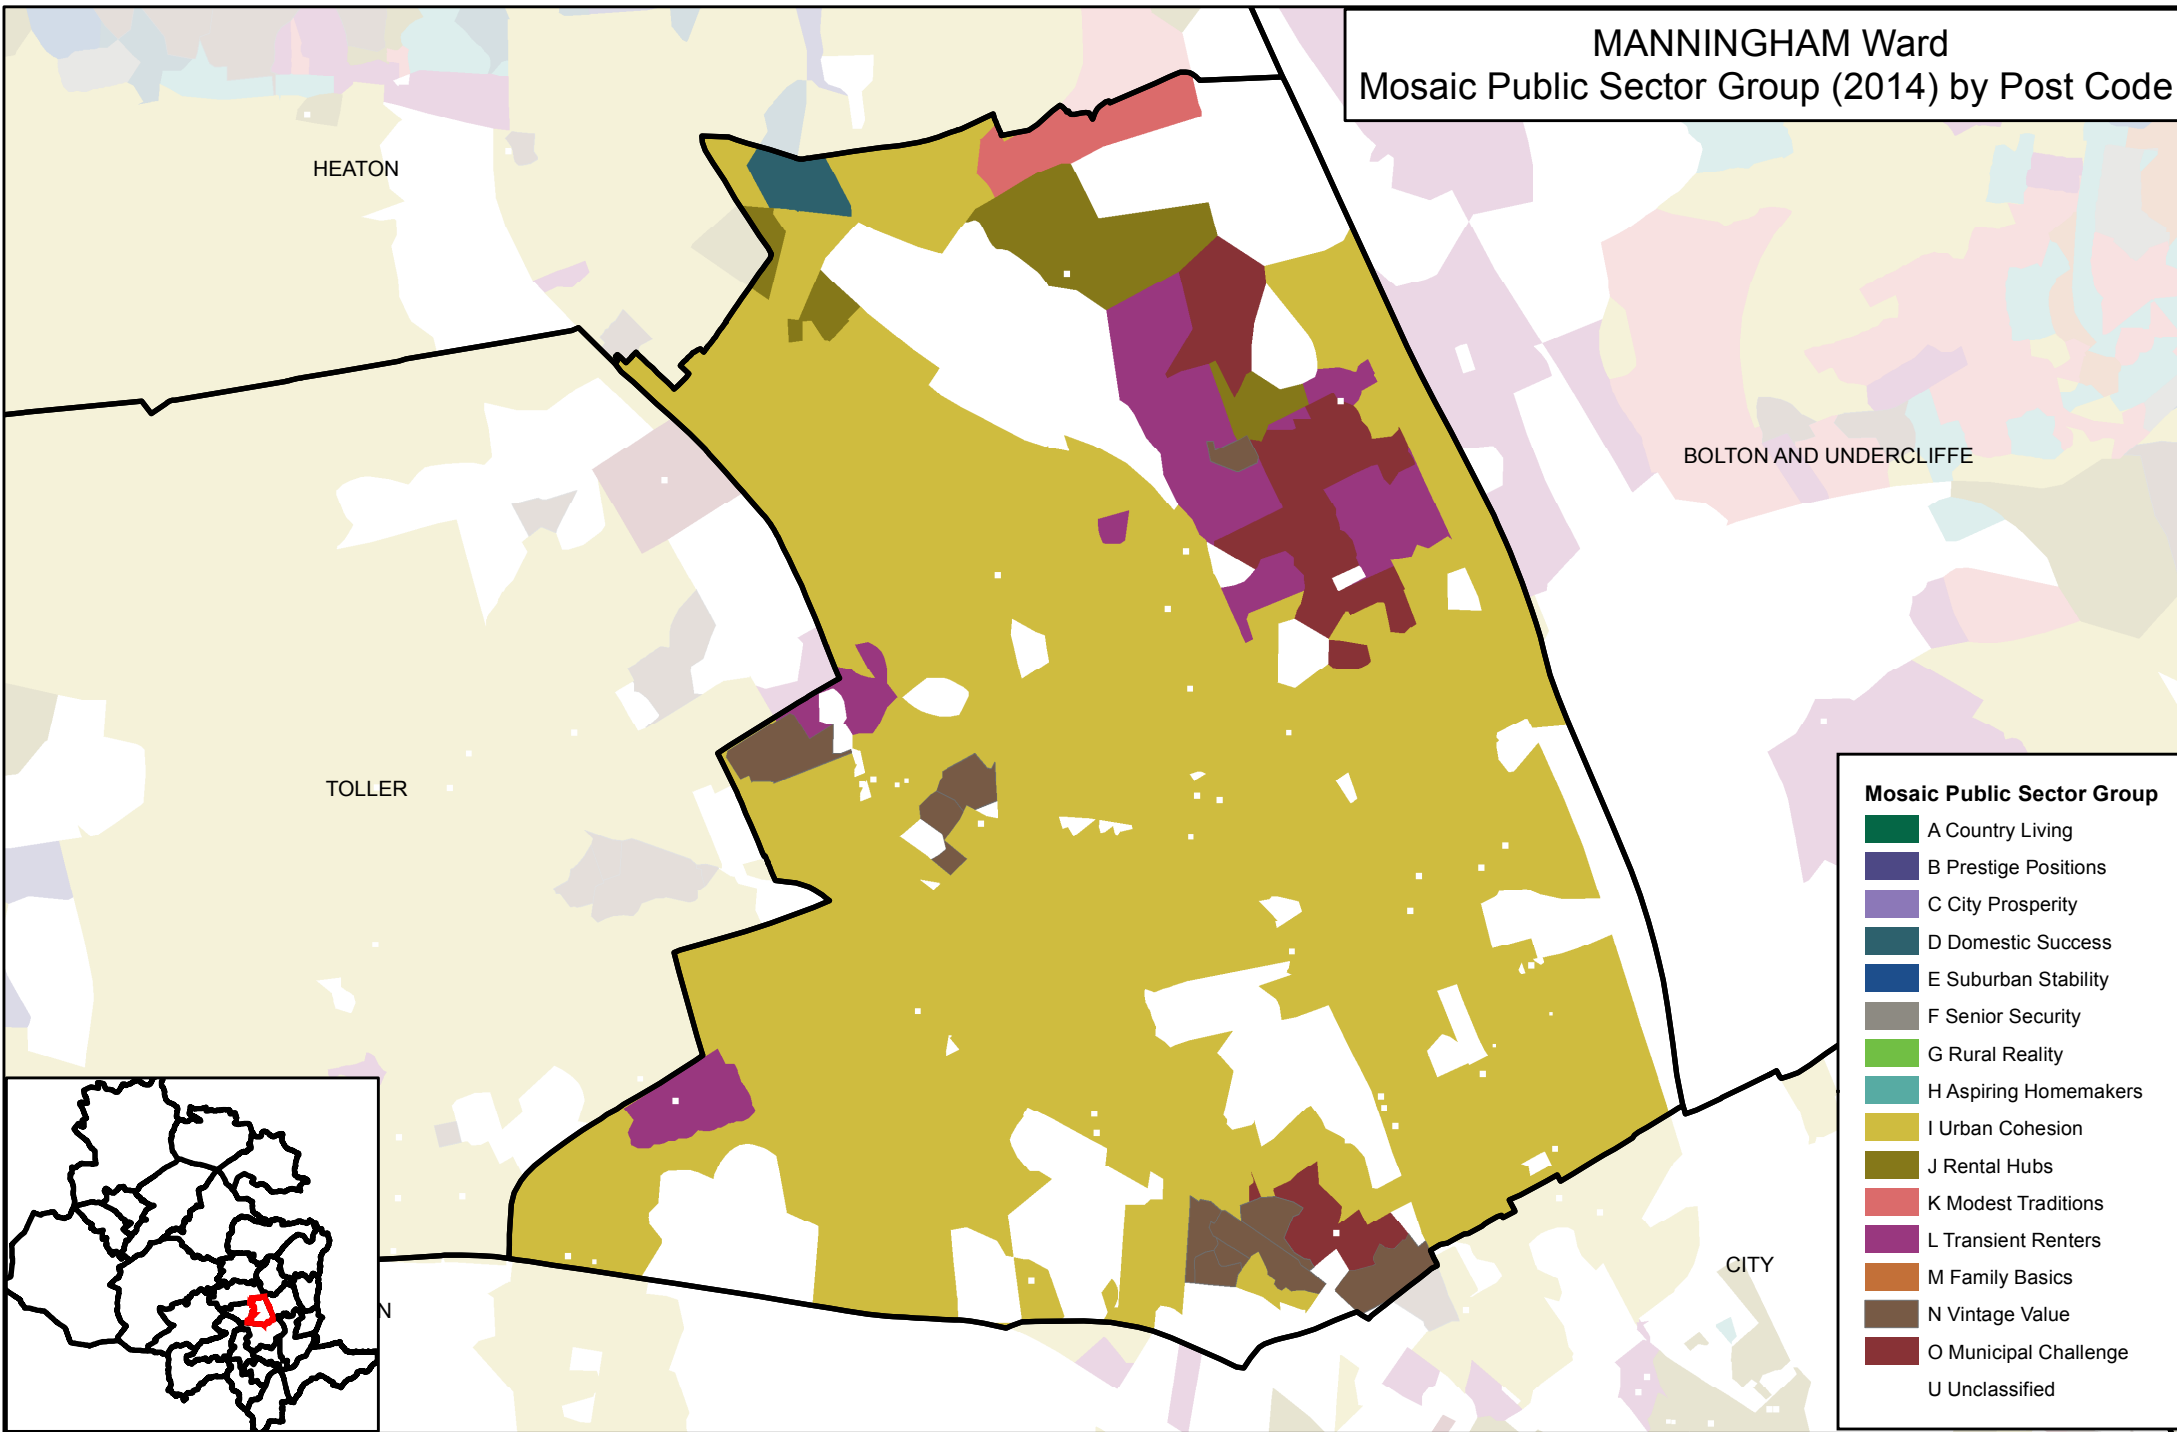 MANNINGHAM Ward
Mosaic Public Sector Group (2014) by Post Code
HEATON
BOLTON AND UNDERCLIFFE
TOLLER
CITY
N
Mosaic Public Sector Group
A Country Living
B Prestige Positions
C City Prosperity
D Domestic Success
E Suburban Stability
F Senior Security
G Rural Reality
H Aspiring Homemakers
I Urban Cohesion
J Rental Hubs
K Modest Traditions
L Transient Renters
M Family Basics
N Vintage Value
O Municipal Challenge
U Unclassified